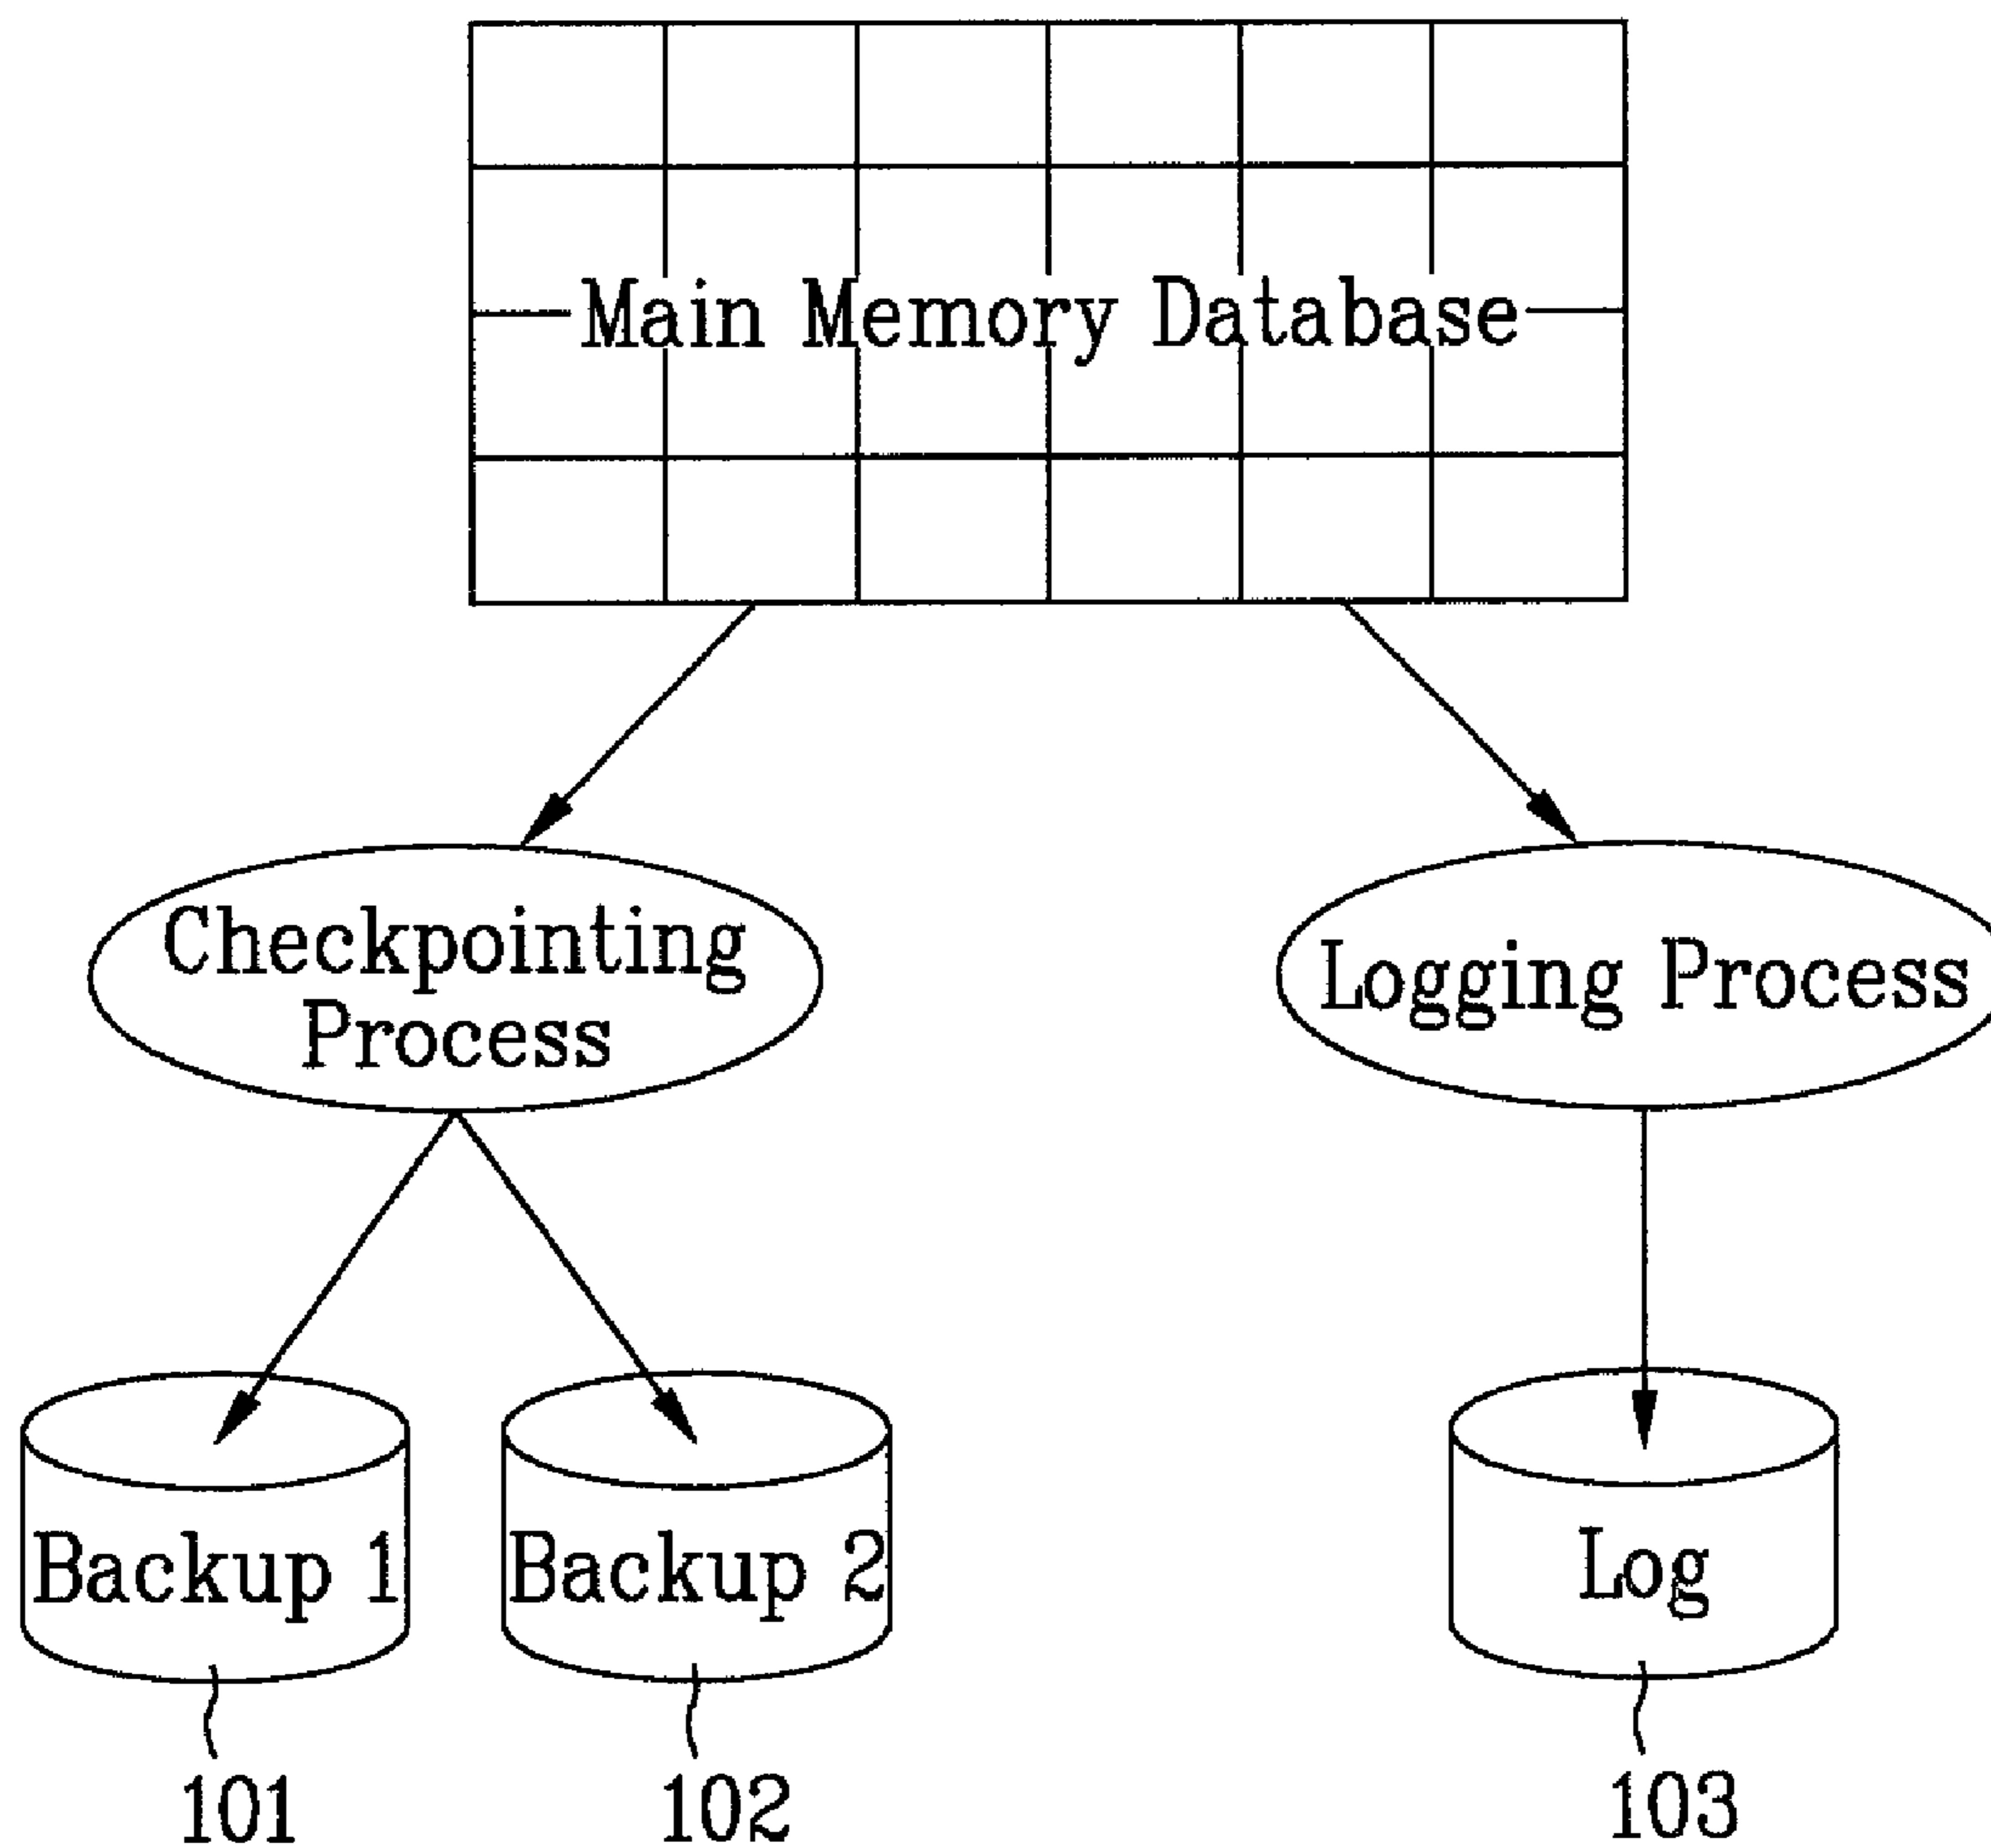 Main Memory Database
Checkpointing
Process
Logging Process
Backup 1
Backup 2
Log
101
102
103